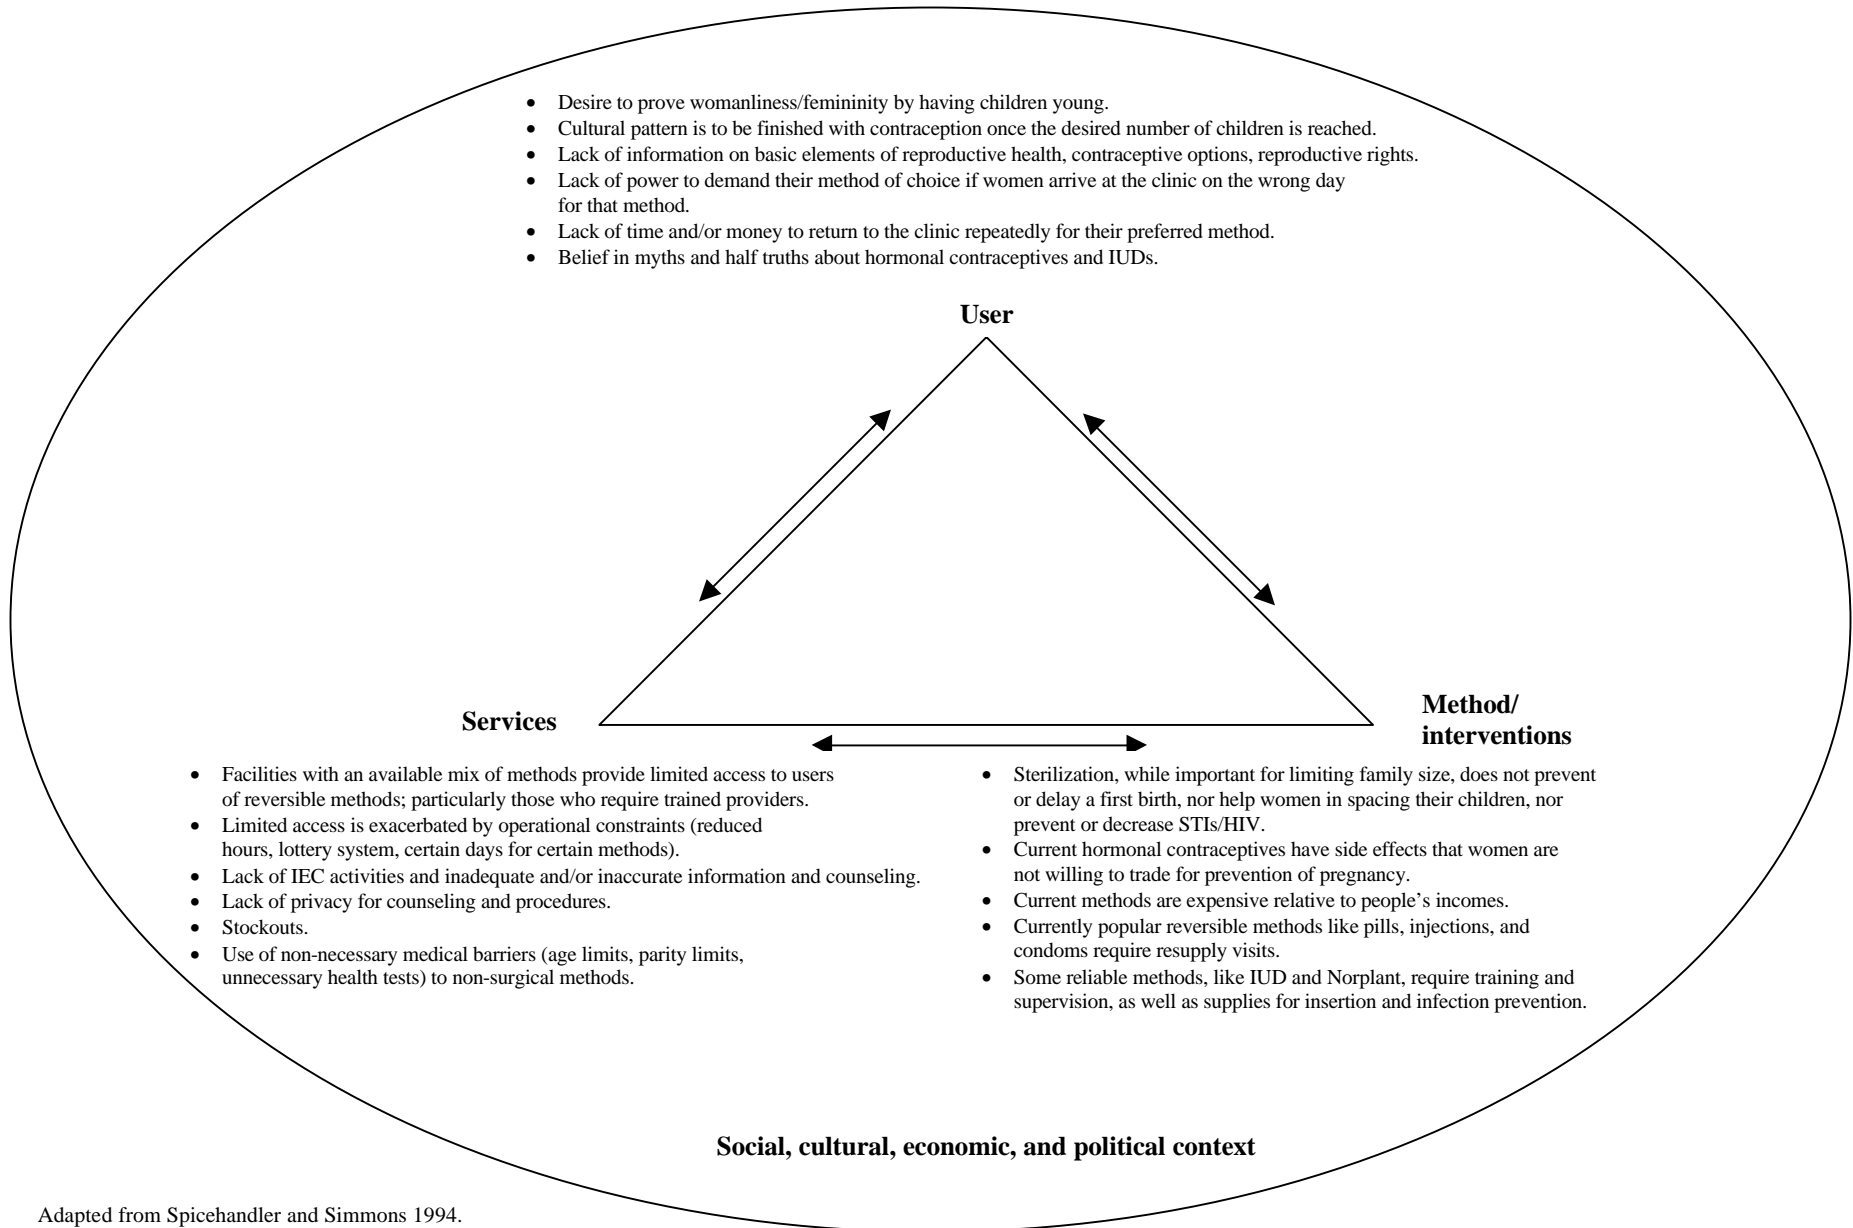 • Desire to prove womanliness/femininity by having children young.
• Cultural pattern is to be finished with contraception once the desired number of children is reached.
• Lack of information on basic elements of reproductive health, contraceptive options, reproductive rights.
• Lack of power to demand their method of choice if women arrive at the clinic on the wrong day
for that method.
• Lack of time and/or money to return to the clinic repeatedly for their preferred method.
• Belief in myths and half truths about hormonal contraceptives and IUDs.
User
Services
Method/
interventions
• Facilities with an available mix of methods provide limited access to users
of reversible methods; particularly those who require trained providers.
• Limited access is exacerbated by operational constraints (reduced
hours, lottery system, certain days for certain methods).
• Lack of IEC activities and inadequate and/or inaccurate information and counseling.
• Lack of privacy for counseling and procedures.
• Stockouts.
• Use of non-necessary medical barriers (age limits, parity limits,
unnecessary health tests) to non-surgical methods.
• Sterilization, while important for limiting family size, does not prevent
or delay a first birth, nor help women in spacing their children, nor
prevent or decrease STIs/HIV.
• Current hormonal contraceptives have side effects that women are
not willing to trade for prevention of pregnancy.
• Current methods are expensive relative to people’s incomes.
• Currently popular reversible methods like pills, injections, and
condoms require resupply visits.
• Some reliable methods, like IUD and Norplant, require training and
supervision, as well as supplies for insertion and infection prevention.
Social, cultural, economic, and political context
Adapted from Spicehandler and Simmons 1994.